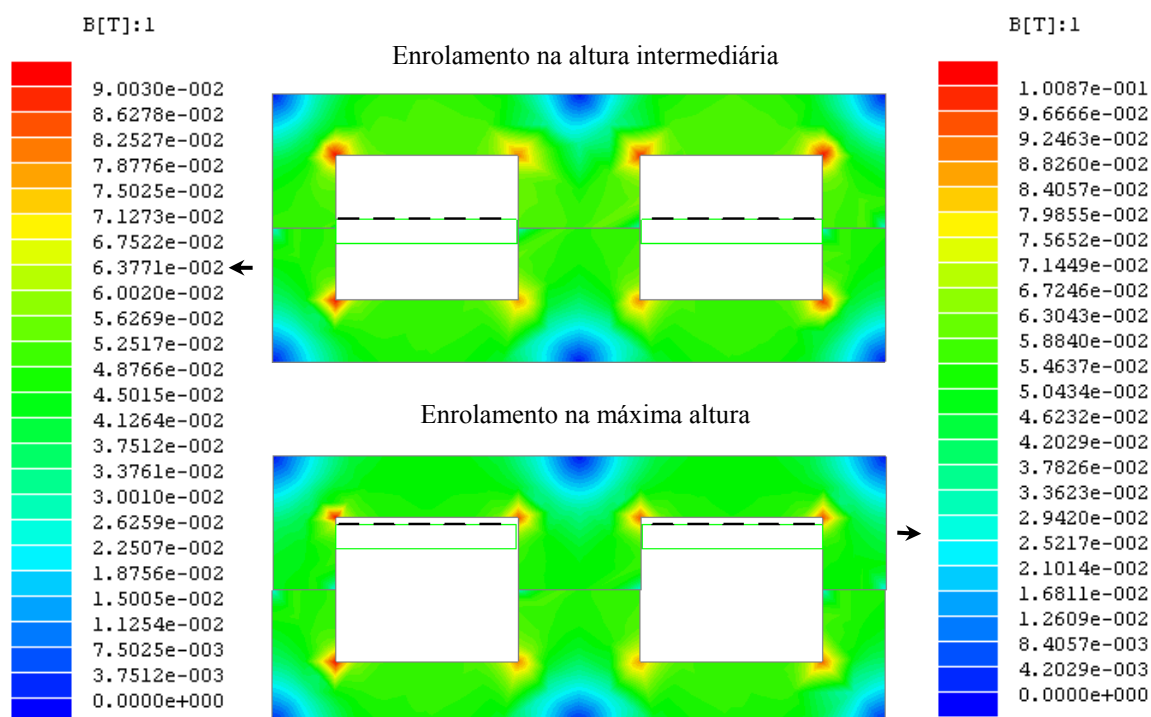 B[T]:1
9.0030e-002
8.6278e-002
8.2527e-002
7.8776e-002
7.5025e-002
7.1273e-002
6.7522e-002
6.3771e-002
6.0020e-002
5.6269e-002
5.2517e-002
4.8766e-002
4.5015e-002
4.1264e-002
3.7512e-002
3.3761e-002
3.0010e-002
2.6259e-002
2.2507e-002
1.8756e-002
1.5005e-002
1.1254e-002
7.5025e-003
3.7512e-003
0.0000e+000
Enrolamento na altura intermediária
Enrolamento na máxima altura
B[T]:1
1.0087e-001
9.6666e-002
9.2463e-002
8.8260e-002
8.4057e-002
7.9855e-002
7.5652e-002
7.1449e-002
6.7246e-002
6.3043e-002
5.8840e-002
5.4637e-002
5.0434e-002
4.6232e-002
4.2029e-002
3.7826e-002
3.3623e-002
2.9420e-002
2.5217e-002
2.1014e-002
1.6811e-002
1.2609e-002
8.4057e-003
4.2029e-003
0.0000e+000